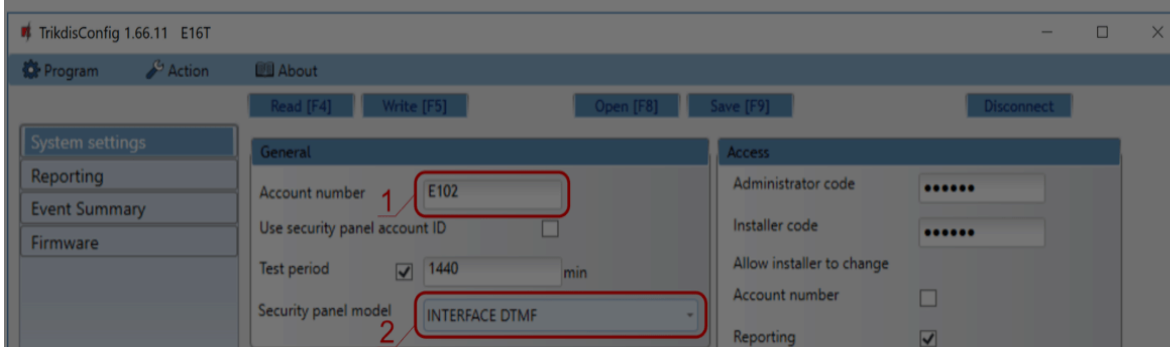 TrikdisConfig 1.66.11 E16T
Program Action About
Read [F4] Write [F5] Open [F8] Save [F9] Disconnect
System settings
Reporting
Event Summary
Firmware
General
Account number 1 E102
Use security panel account ID
Test period 1440 min
Security panel model 2 INTERFACE DTMF
Access
Administrator code ••••••
Installer code ••••••
Allow installer to change
Account number
Reporting